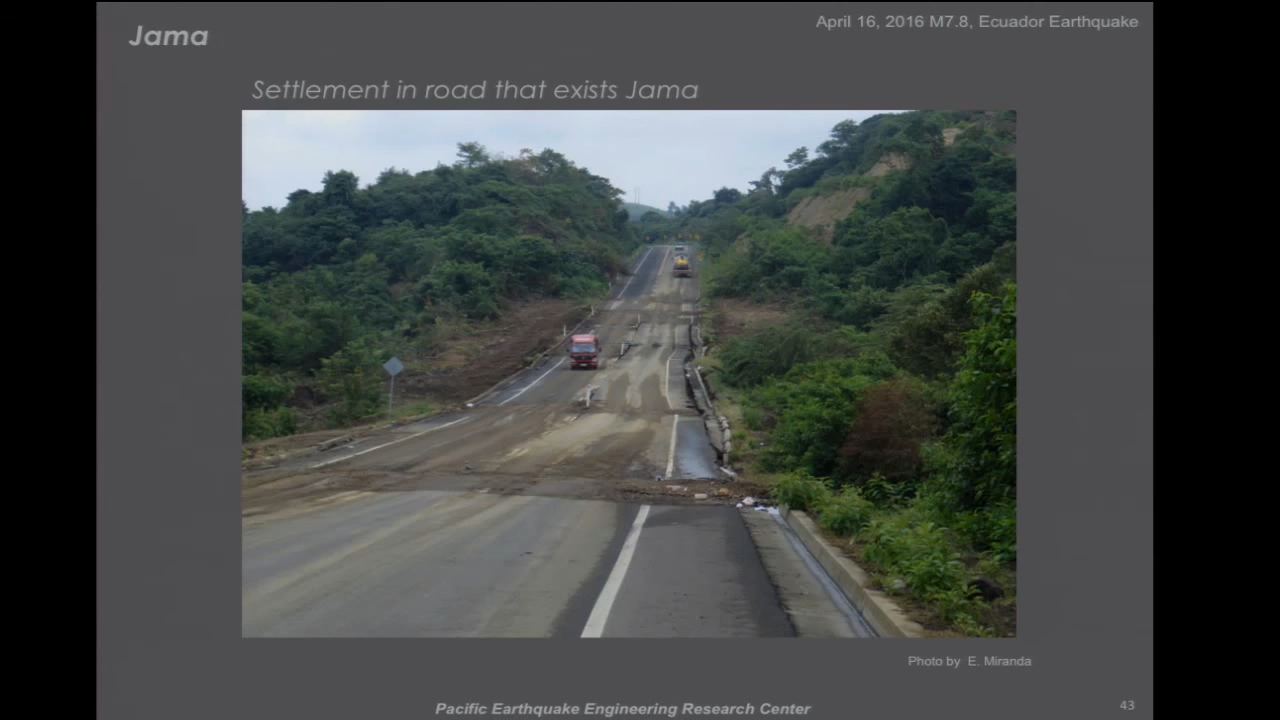 Jama
April 16, 2016 M7.8, Ecuador Earthquake
Settlement in road that exists Jama
Photo by E. Miranda
Pacific Earthquake Engineering Research Center
43